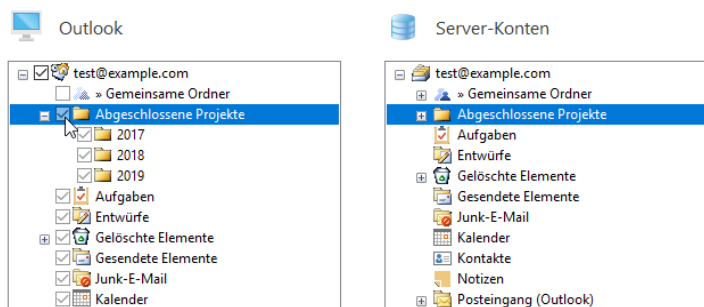 Outlook
test@example.com
» Gemeinsame Ordner
Abgeschlossene Projekte
2017
2018
2019
Aufgaben
Entwürfe
Gelöschte Elemente
Gesendete Elemente
Junk-E-Mail
Kalender
Server-Konten
test@example.com
» Gemeinsame Ordner
Abgeschlossene Projekte
Aufgaben
Entwürfe
Gelöschte Elemente
Gesendete Elemente
Junk-E-Mail
Kalender
Kontakte
Notizen
Posteingang (Outlook)